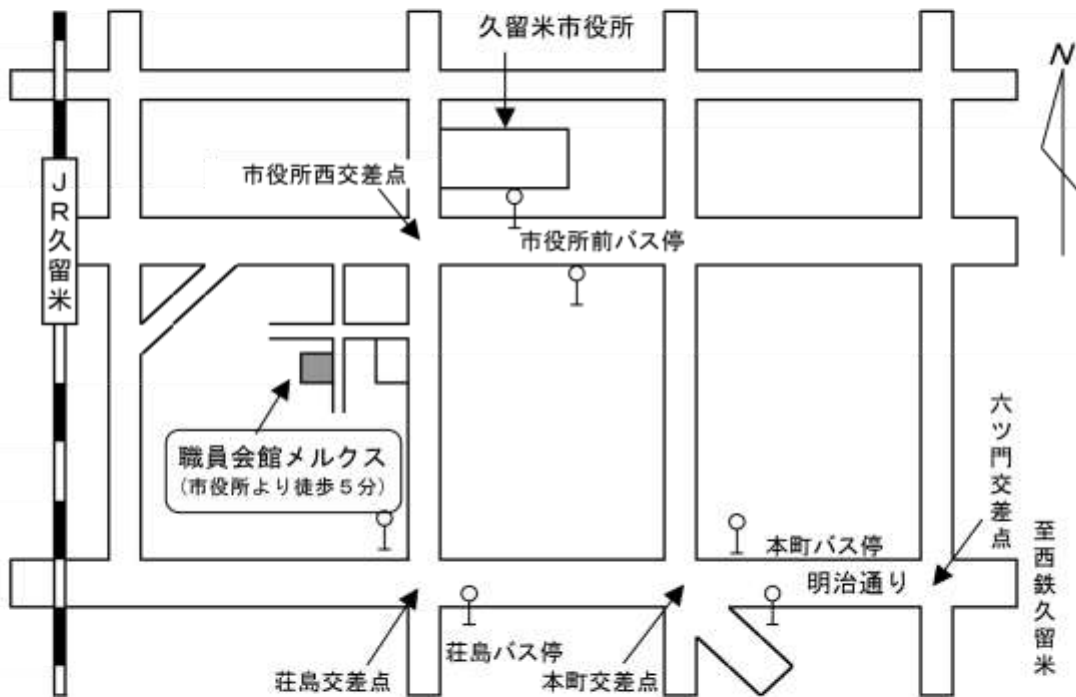 久留米市役所
N
市役所西交差点
JR久留米
市役所前バス停
職員会館メルクス
(市役所より徒歩5分)
六ツ門交差点
本町バス停
明治通り
至西鉄久留米
荘島バス停
荘島交差点
本町交差点